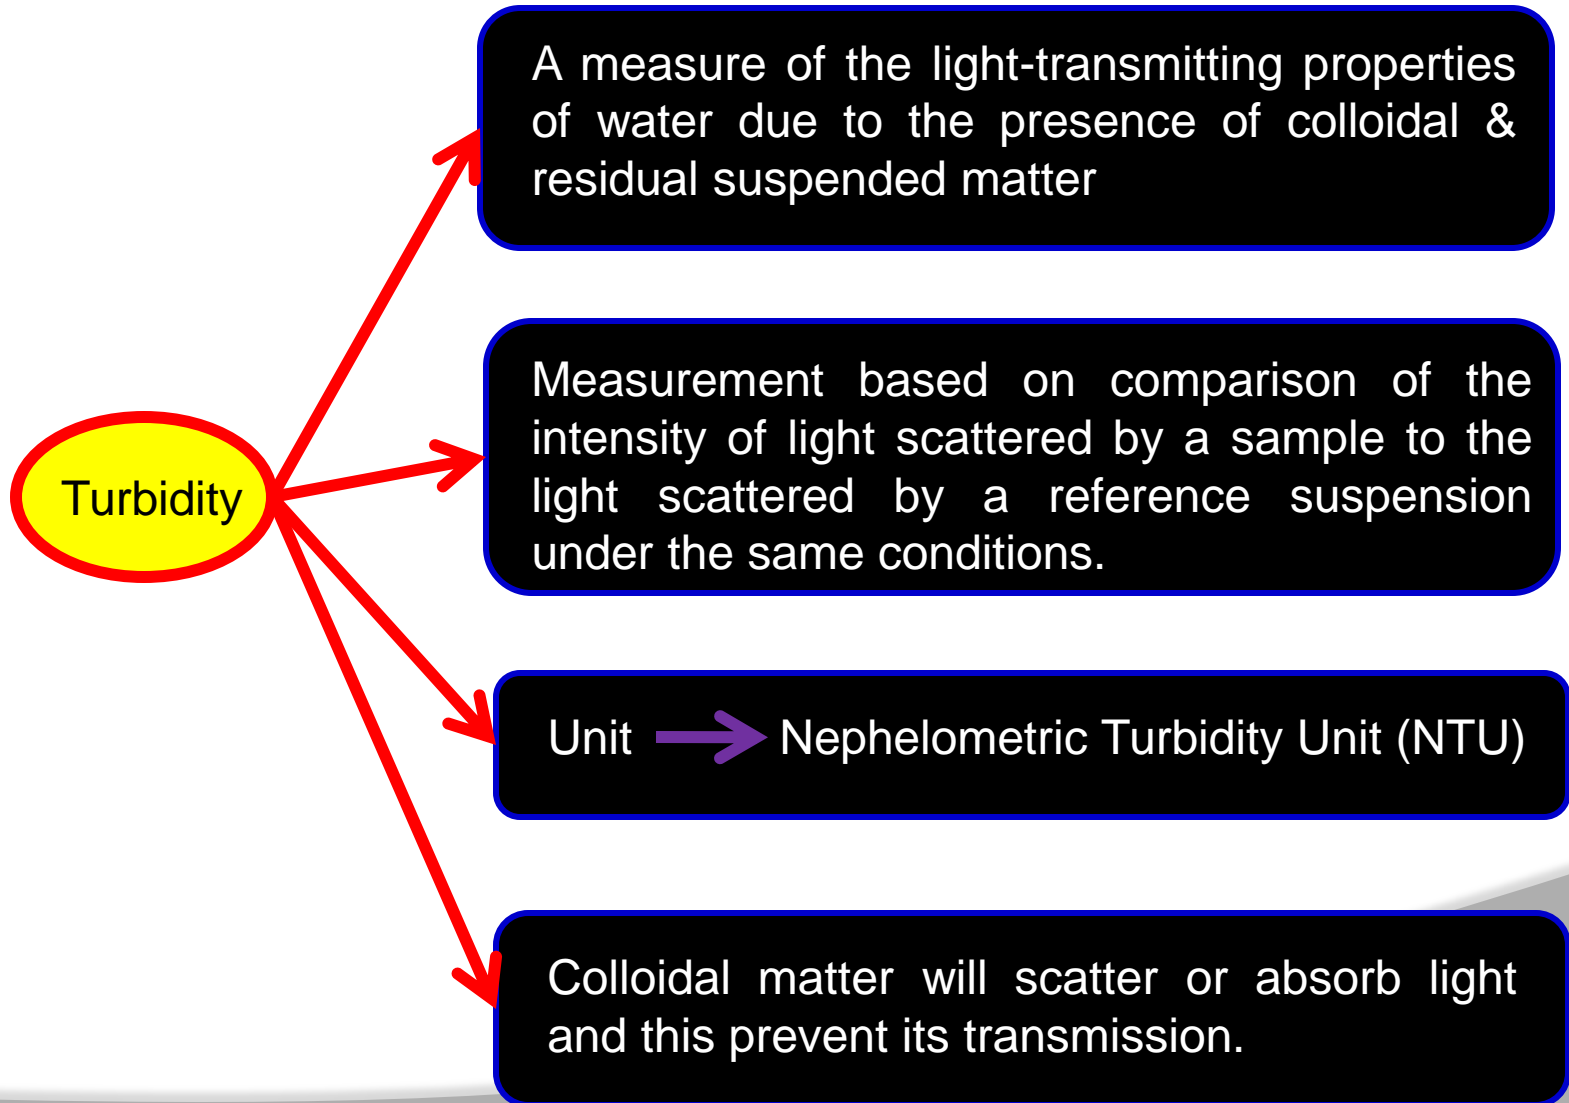 A measure of the light-transmitting properties
of water due to the presence of colloidal &
residual suspended matter
Measurement based on comparison of the
intensity of light scattered by a sample to the
light scattered by a reference suspension
under the same conditions.
Turbidity
Unit Nephelometric Turbidity Unit (NTU)
Colloidal matter will scatter or absorb light
and this prevent its transmission.